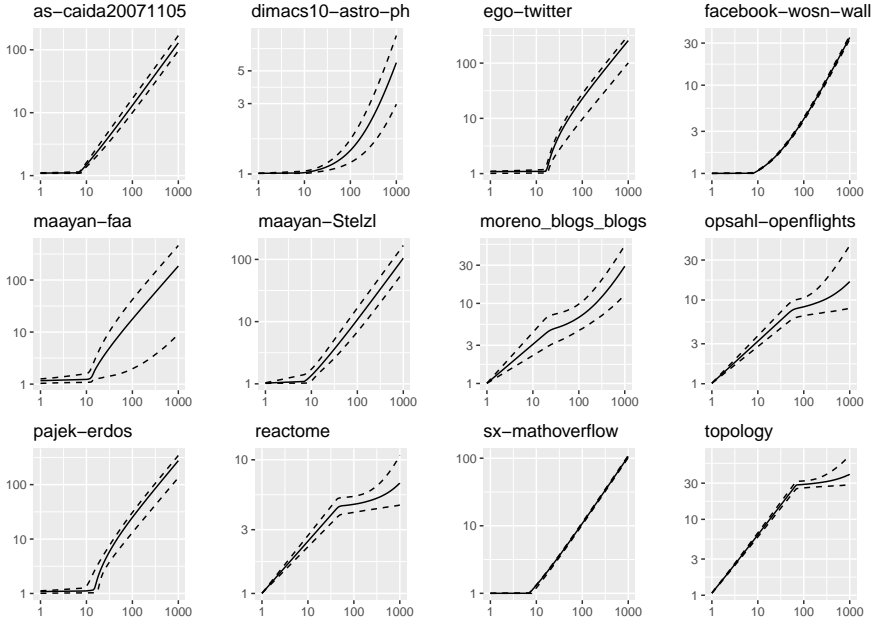 as−caida20071105
dimacs10−astro−ph
ego−twitter
facebook−wosn−wall
100
10
1
1 10 100 1000
5
3
1
1 10 100 1000
100
10
1
1 10 100 1000
30
10
3
1
1 10 100 1000
maayan−faa
maayan−Stelzl
moreno_blogs_blogs
opsahl−openflights
100
10
1
1 10 100 1000
100
10
1
1 10 100 1000
30
10
3
1
1 10 100 1000
30
10
3
1
1 10 100 1000
pajek−erdos
reactome
sx−mathoverflow
topology
100
10
1
1 10 100 1000
10
3
1
1 10 100 1000
100
10
1
1 10 100 1000
30
10
3
1
1 10 100 1000